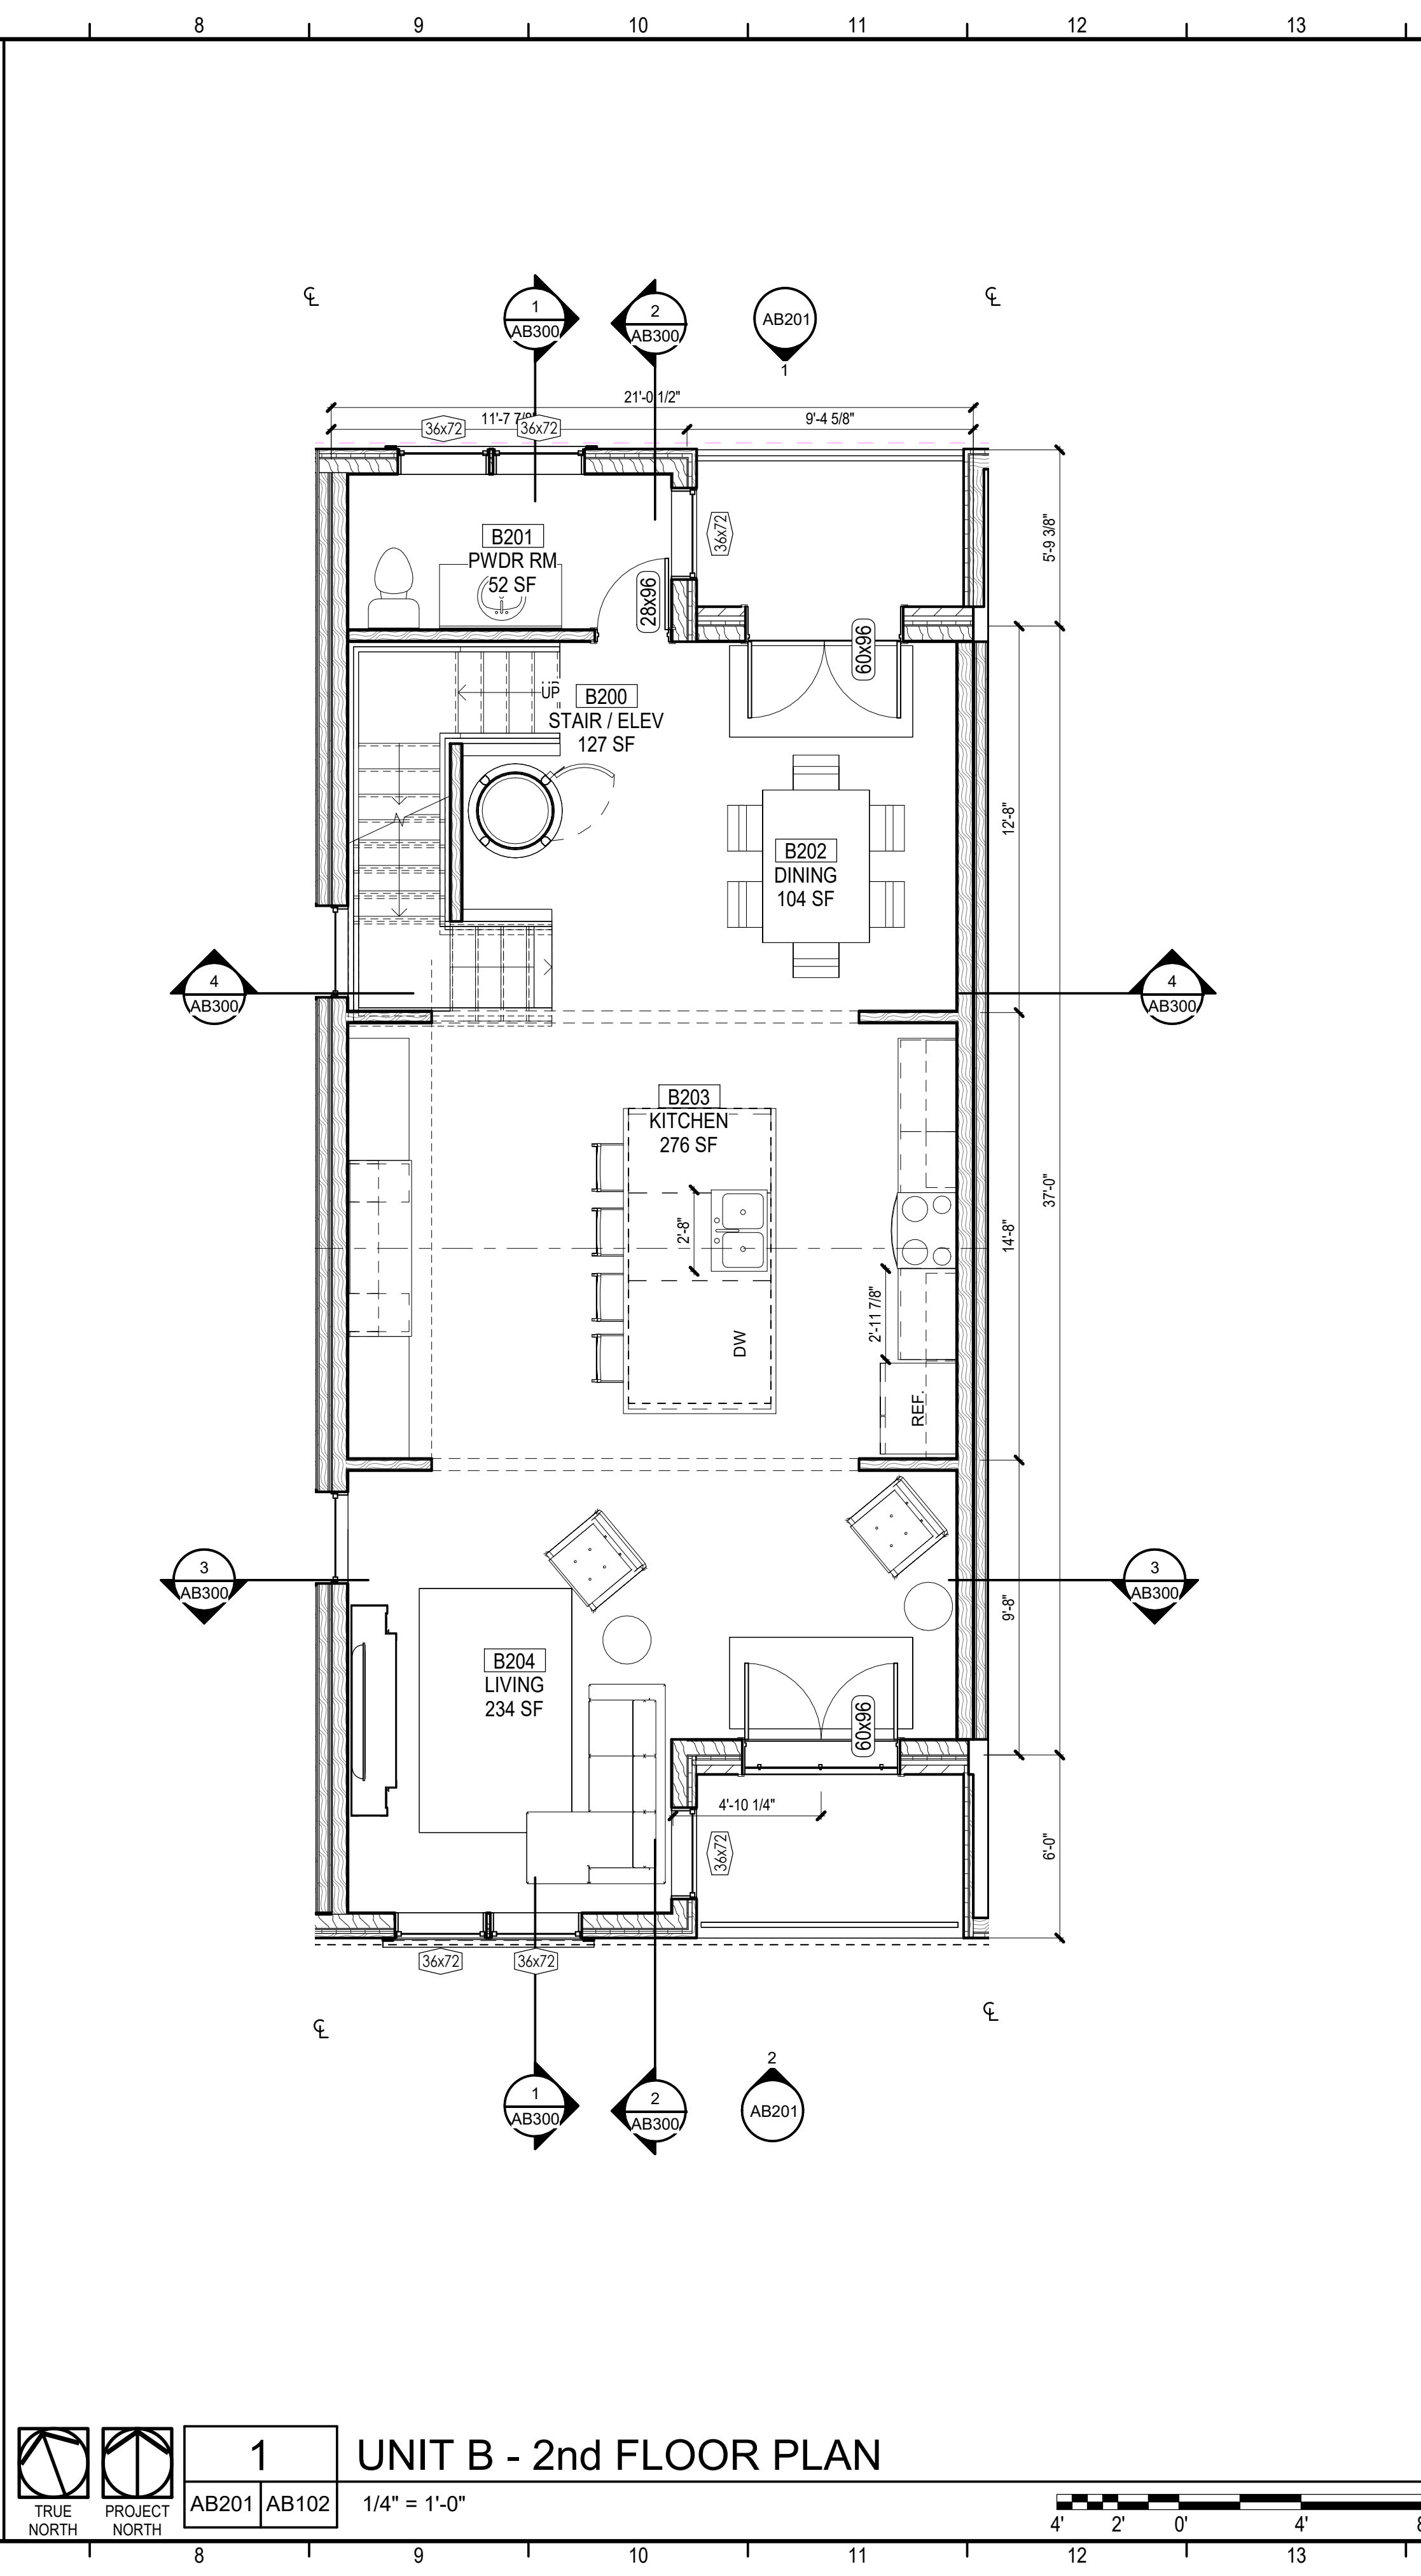 8 9 10 11 12 13
℄ ℄
1
AB300
2
AB300
AB201
1
21'-0 1/2"
9'-4 5/8"
36x72
36x72
5'-9 3/8"
36x72
B201
PWDR RM
52 SF
28x96
60x96
UP
B200
STAIR / ELEV
127 SF
12'-8"
B202
DINING
104 SF
4
AB300
4
AB300
B203
KITCHEN
276 SF
37'-0"
2'-8"
14'-8"
2'-11 7/8"
DW
REF.
3
AB300
3
AB300
9'-8"
B204
LIVING
234 SF
60x96
4'-10 1/4"
36x72
6'-0"
36x72
36x72
℄ ℄
1
AB300
2
AB300
2
AB201
1
UNIT B - 2nd FLOOR PLAN
AB201 AB102
1/4" = 1'-0"
TRUE
NORTH
PROJECT
NORTH
4' 2' 0' 4'
8 9 10 11 12 13